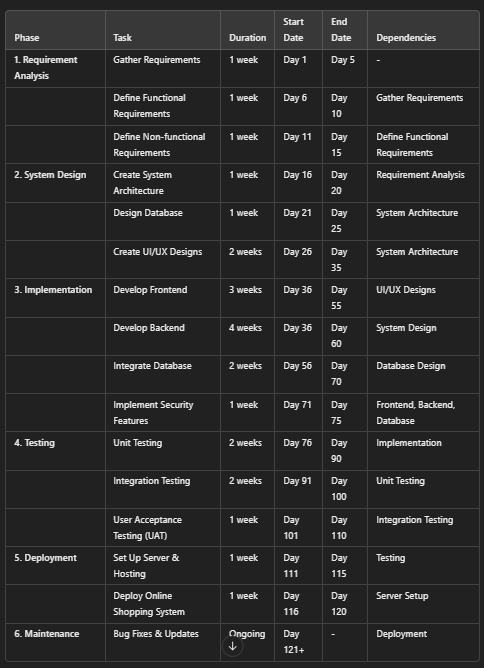 Phase Task Duration Start Date End Date Dependencies
1. Requirement Analysis Gather Requirements 1 week Day 1 Day 5 -
Define Functional Requirements 1 week Day 6 Day 10 Gather Requirements
Define Non-functional Requirements 1 week Day 11 Day 15 Define Functional Requirements
2. System Design Create System Architecture 1 week Day 16 Day 20 Requirement Analysis
Design Database 1 week Day 21 Day 25 System Architecture
Create UI/UX Designs 2 weeks Day 26 Day 35 System Architecture
3. Implementation Develop Frontend 3 weeks Day 36 Day 55 UI/UX Designs
Develop Backend 4 weeks Day 36 Day 60 System Design
Integrate Database 2 weeks Day 56 Day 70 Database Design
Implement Security Features 1 week Day 71 Day 75 Frontend, Backend, Database
4. Testing Unit Testing 2 weeks Day 76 Day 90 Implementation
Integration Testing 2 weeks Day 91 Day 100 Unit Testing
User Acceptance Testing (UAT) 1 week Day 101 Day 110 Integration Testing
5. Deployment Set Up Server & Hosting 1 week Day 111 Day 115 Testing
Deploy Online Shopping System 1 week Day 116 Day 120 Server Setup
6. Maintenance Bug Fixes & Updates Ongoing Day 121+ - Deployment